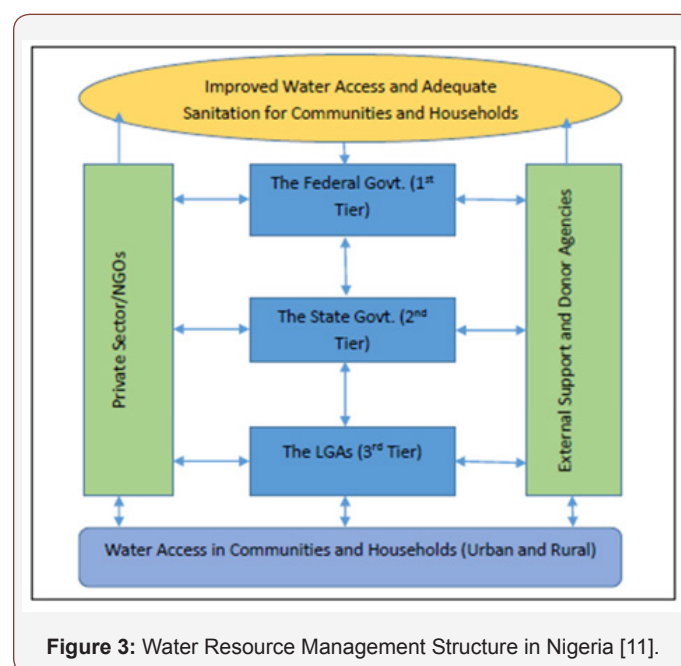 Improved Water Access and Adequate
Sanitation for Communities and Households
Private Sector/NGOs
The Federal Govt. (1st
Tier)
The State Govt. (2nd
Tier)
The LGAs (3rd Tier)
External Support and Donor Agencies
Water Access in Communities and Households (Urban and Rural)
Figure 3: Water Resource Management Structure in Nigeria [11].